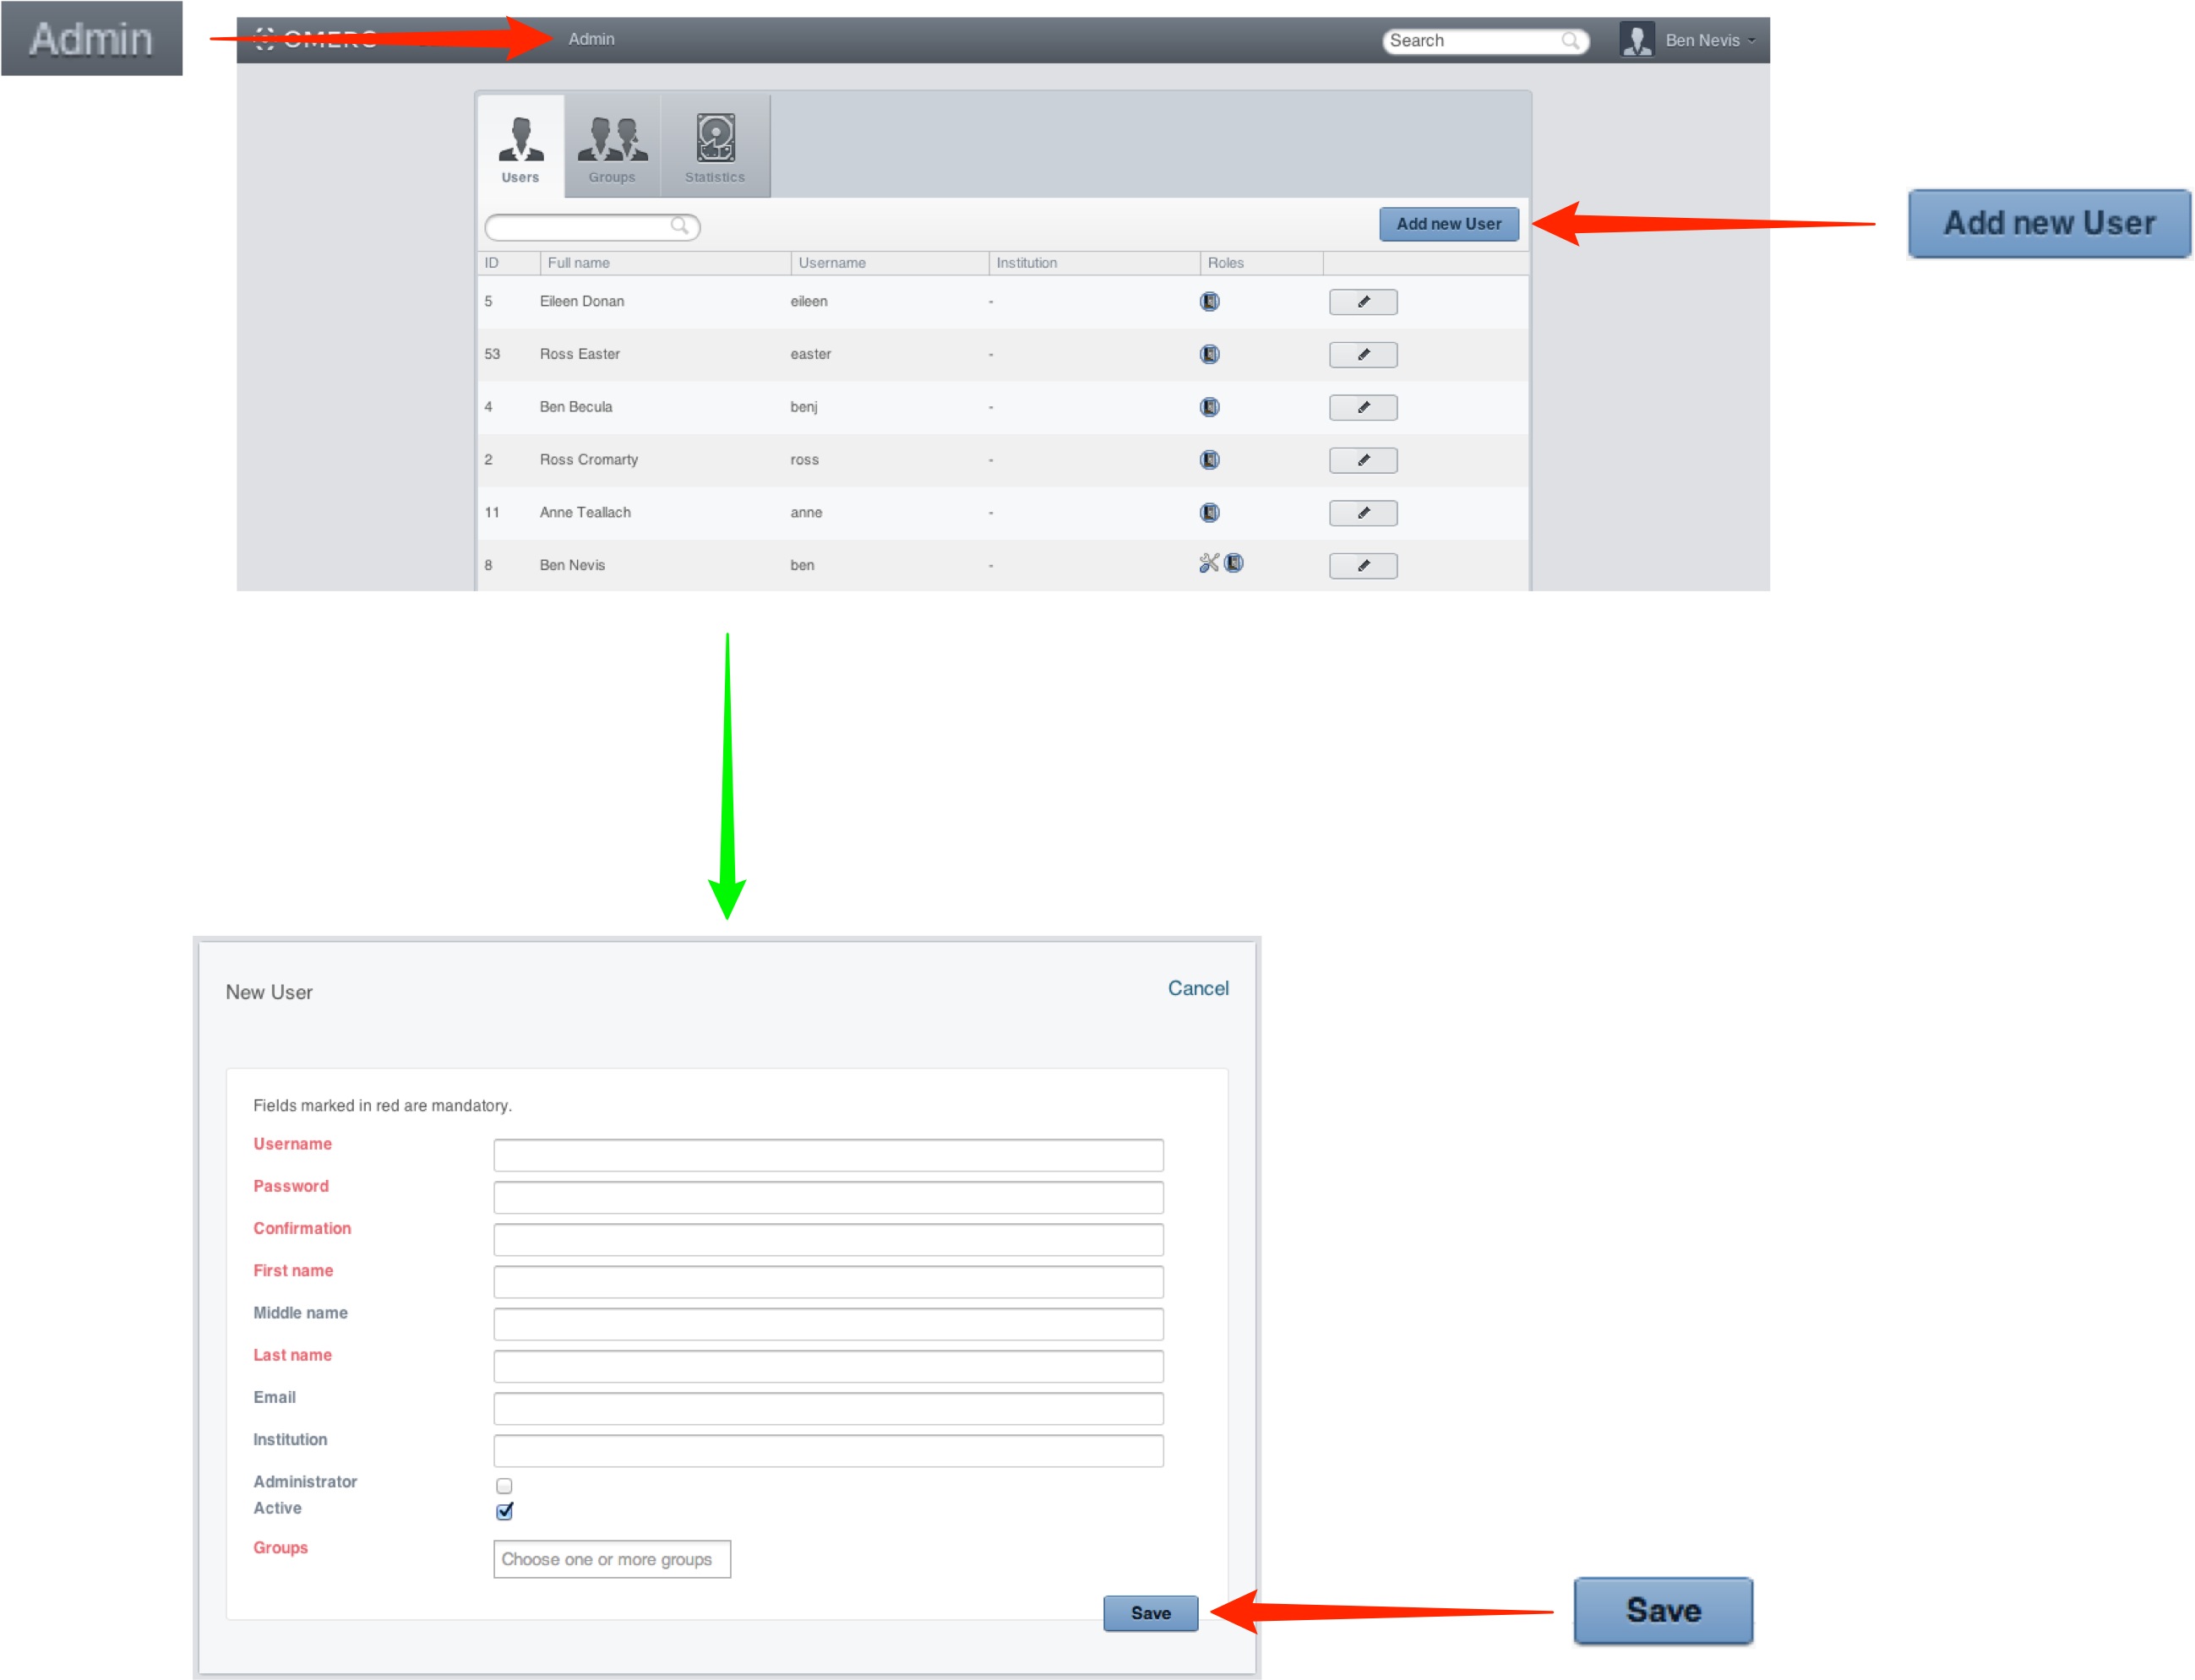 Admin
OMERO Admin Search Ben Nevis
Users Groups Statistics
Add new User
Add new User
ID Full name Username Institution Roles
5 Eileen Donan eileen -
53 Ross Easter easter -
4 Ben Becula benj -
2 Ross Cromarty ross -
11 Anne Teallach anne -
8 Ben Nevis ben -
New User Cancel
Fields marked in red are mandatory.
Username
Password
Confirmation
First name
Middle name
Last name
Email
Institution
Administrator
Active
Groups Choose one or more groups
Save
Save